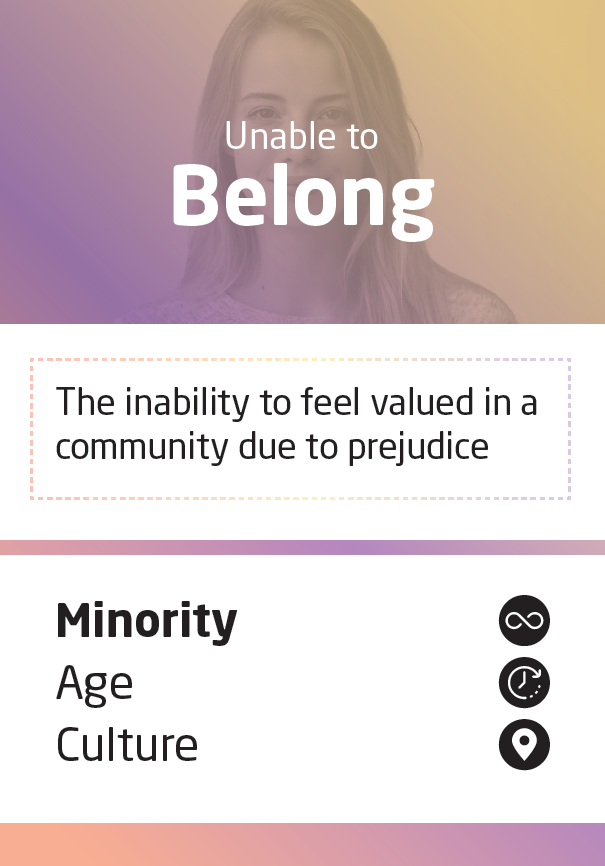 Unable to
Belong
The inability to feel valued in a
community due to prejudice
Minority
Age
Culture